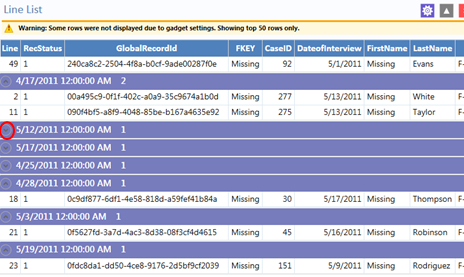 Line List
Warning: Some rows were not displayed due to gadget settings. Showing top 50 rows only.
Line RecStatus GlobalRecordId FKEY CaseID DateofInterview FirstName LastName
49 1 240ca8c2-2504-4f8a-b0cf-9ade00287f0e Missing 92 5/1/2011 Missing Evans F-
4/17/2011 12:00:00 AM 2
2 1 00a495c9-0f1f-402c-a0a9-35c9674a1b0d Missing 277 5/13/2011 Missing White F-
11 1 090f4bf5-a8f9-4048-85be-b167a4635e92 Missing 275 5/13/2011 Missing Taylor F-
5/12/2011 12:00:00 AM 1
5/17/2011 12:00:00 AM 1
4/25/2011 12:00:00 AM 1
4/28/2011 12:00:00 AM 1
18 1 0c9df877-6df1-4e58-818d-a59fef41b84a Missing 30 5/17/2011 Missing Thompson F-
5/3/2011 12:00:00 AM 1
21 1 0f5627fd-3a7d-4ac3-8d38-08f3cf4d4615 Missing 45 5/16/2011 Missing Robinson F-
5/19/2011 12:00:00 AM 1
23 1 0fdc8da1-dd50-4ce8-9176-2d5bf9cf2039 Missing 151 5/9/2011 Missing Rodriguez F-